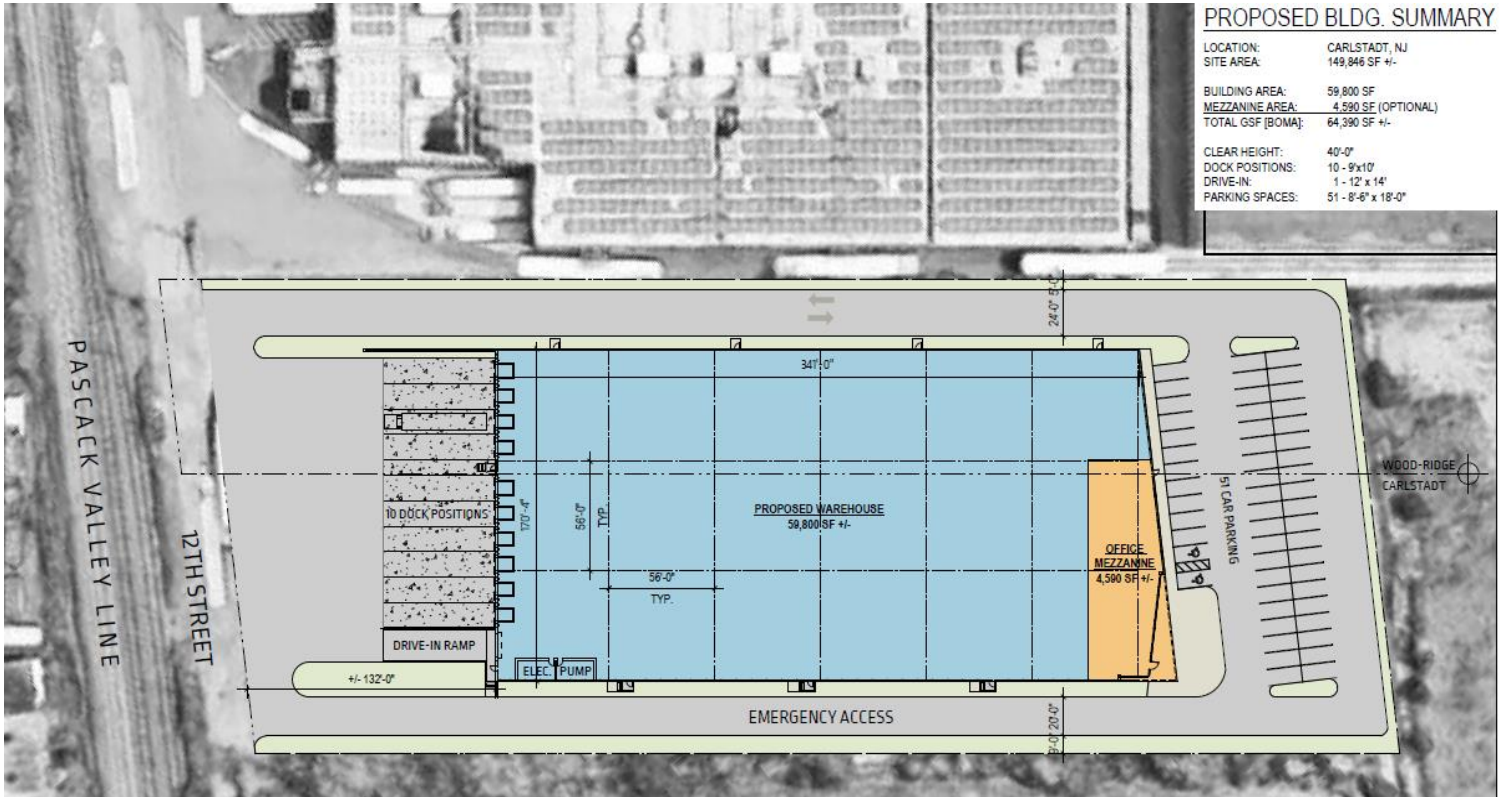 PROPOSED BLDG. SUMMARY
LOCATION: CARLSTADT, NJ
SITE AREA: 149,846 SF +/-
BUILDING AREA: 59,800 SF
MEZZANINE AREA: 4,590 SF (OPTIONAL)
TOTAL GSF [BOMA]: 64,390 SF +/-
CLEAR HEIGHT: 40'-0"
DOCK POSITIONS: 10 - 9'x10'
DRIVE-IN: 1 - 12' x 14'
PARKING SPACES: 51 - 8'-6" x 18'-0"
24'-0" 5'-0"
341'-0"
PASCACK VALLEY LINE
12TH STREET
10 DOCK POSITIONS
170'-4"
56'-0"
TYP.
56'-0"
TYP.
PROPOSED WAREHOUSE
59,800 SF +/-
OFFICE
MEZZANINE
4,590 SF +/-
51 CAR PARKING
WOOD-RIDGE
CARLSTADT
DRIVE-IN RAMP
ELEC. PUMP
+/- 132'-0"
EMERGENCY ACCESS
20'-0"